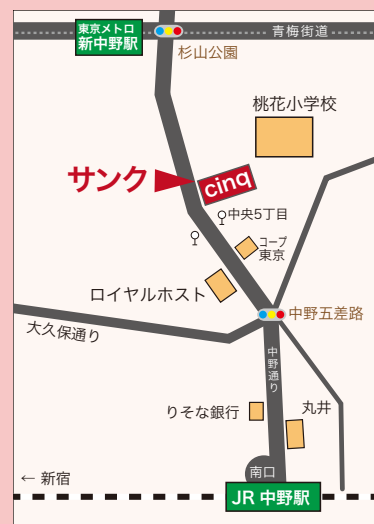 東京メトロ
新中野駅
青梅街道
杉山公園
桃花小学校
サンク
cinq
中央5丁目
コープ
東京
ロイヤルホスト
中野五差路
大久保通り
中野通り
りそな銀行
丸井
南口
← 新宿
JR 中野駅